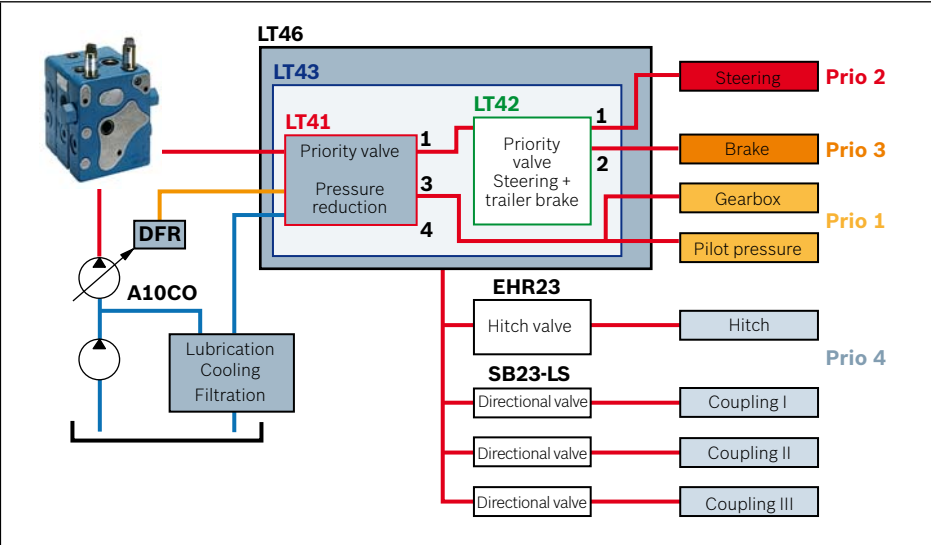 LT46
LT43
LT42
LT41
Priority valve
Pressure
reduction
1
3
4
Priority
valve
Steering +
trailer brake
1
2
Steering
Prio 2
Brake
Prio 3
Gearbox
Prio 1
Pilot pressure
DFR
A10CO
Lubrication
Cooling
Filtration
EHR23
Hitch valve
Hitch
Prio 4
SB23-LS
Directional valve
Coupling I
Directional valve
Coupling II
Directional valve
Coupling III